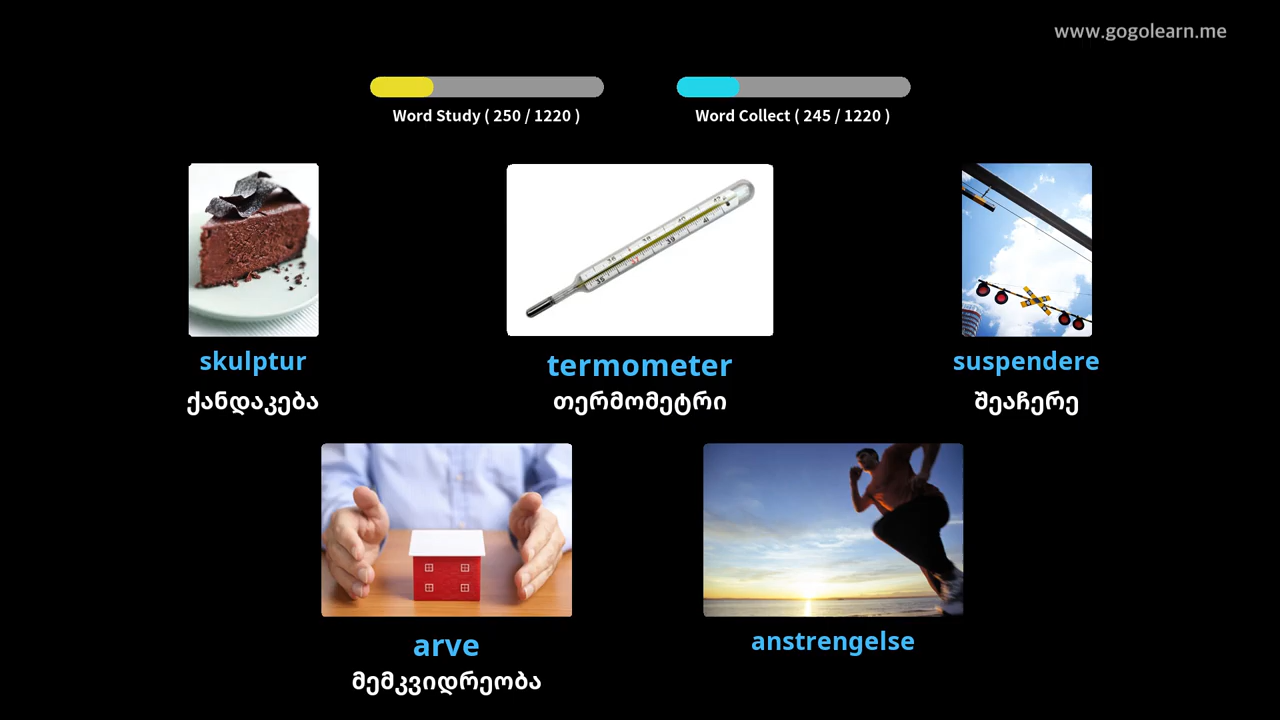 www.gogolearn.me
Word Study ( 250 / 1220 )
Word Collect ( 245 / 1220 )
skulptur
ქანდაკება
termometer
თერმომეტრი
suspendere
შეაჩერე
arve
მემკვიდრეობა
anstrengelse